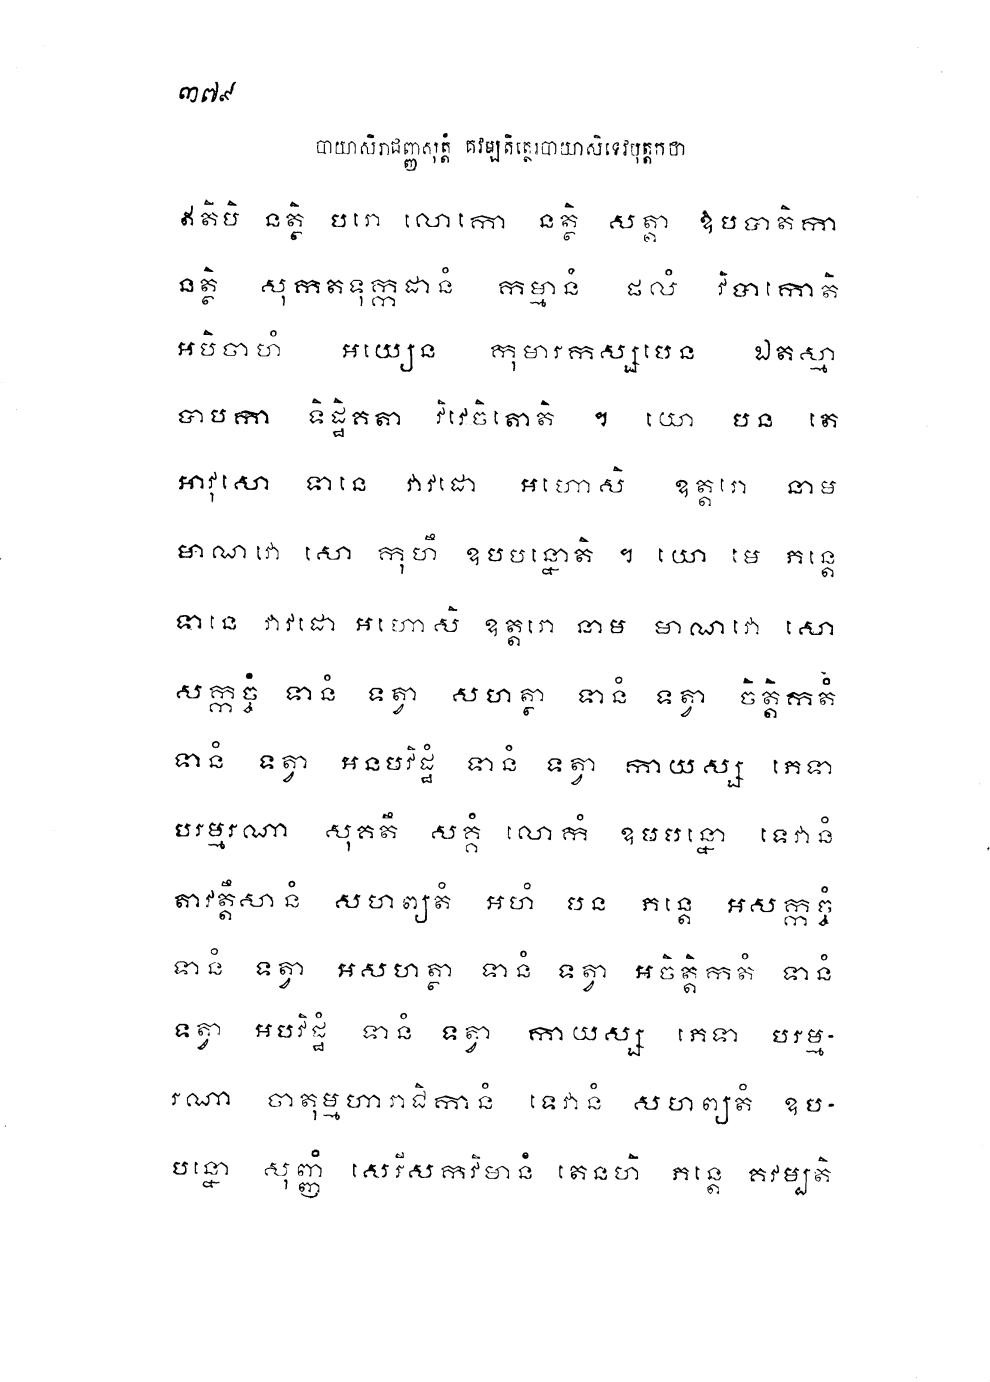 ៣៧៩
បាយាសិរាជញ្ញសុត្តំ គវម្បតិត្ថេរបាយាសិទេវបុត្តកថា
ឥតិបិ នត្ថិ បរោ លោកោ នត្ថិ សត្តា ឱបបាតិកា
នត្ថិ សុកតទុក្កដានំ កម្មានំ ផលំ វិបាកោតិ
អបិចាហំ អយ្យេន កុមារកស្សបេន ឯតស្មា
បាបកា ទិដ្ឋិគតា វិវេចិតោតិ ។ យោ បន តេ
អាវុសោ ទានេ វាវដោ អហោសិ ឧត្តរោ នាម
មាណវោ សោ កុហឹ ឧបបន្នោតិ ។ យោ មេ ភន្តេ
ទានេ វាវដោ អហោសិ ឧត្តរោ នាម មាណវោ សោ
សក្កច្ចំ ទានំ ទត្វា សហត្ថា ទានំ ទត្វា ចិត្តិកតំ
ទានំ ទត្វា អនបវិដ្ឋំ ទានំ ទត្វា កាយស្ស ភេទា
បរម្មរណា សុគតឹ សគ្គំ លោកំ ឧបបន្នោ ទេវានំ
តាវត្តឹសានំ សហព្យតំ អហំ បន ភន្តេ អសក្កច្ចំ
ទានំ ទត្វា អសហត្ថា ទានំ ទត្វា អចិត្តិកតំ ទានំ
ទត្វា អបវិដ្ឋំ ទានំ ទត្វា កាយស្ស ភេទា បរម្ម-
រណា ចាតុម្មហារាជិកានំ ទេវានំ សហព្យតំ ឧប-
បន្នោ សុញ្ញំ សេរីសកវិមានំ តេនហិ ភន្តេ គវម្បតិ